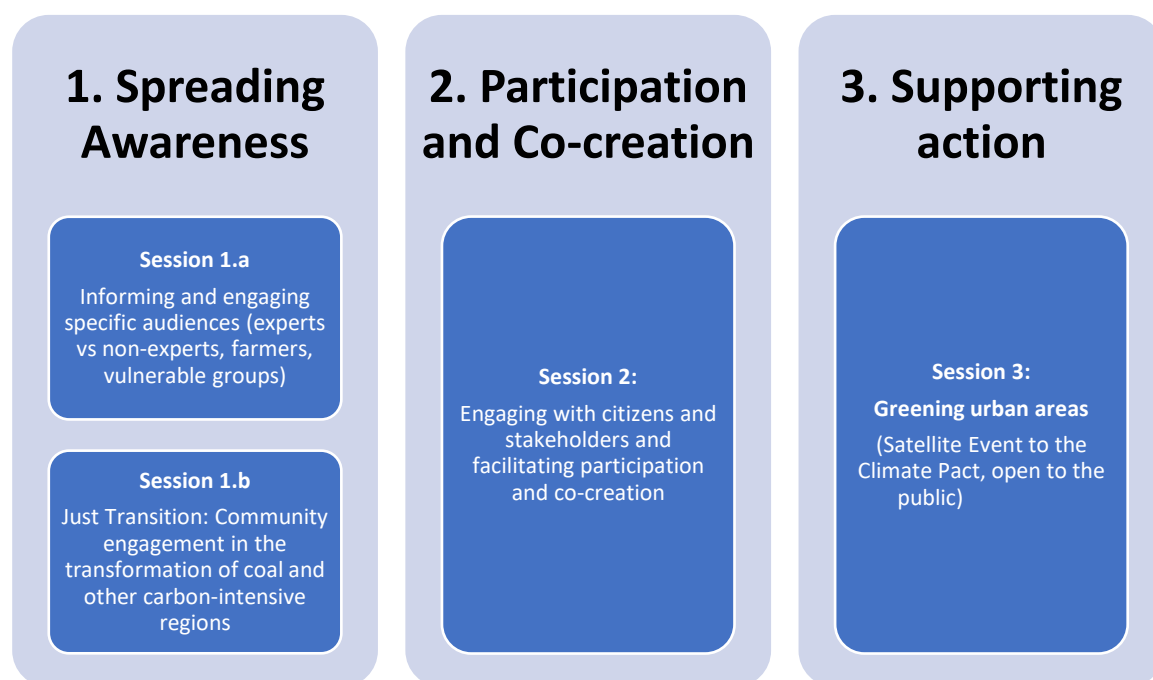 1. Spreading
Awareness
Session 1.a
Informing and engaging
specific audiences (experts
vs non-experts, farmers,
vulnerable groups)
Session 1.b
Just Transition: Community
engagement in the
transformation of coal and
other carbon-intensive
regions
2. Participation
and Co-creation
Session 2:
Engaging with citizens and
stakeholders and
facilitating participation
and co-creation
3. Supporting
action
Session 3:
Greening urban areas
(Satellite Event to the
Climate Pact, open to the
public)